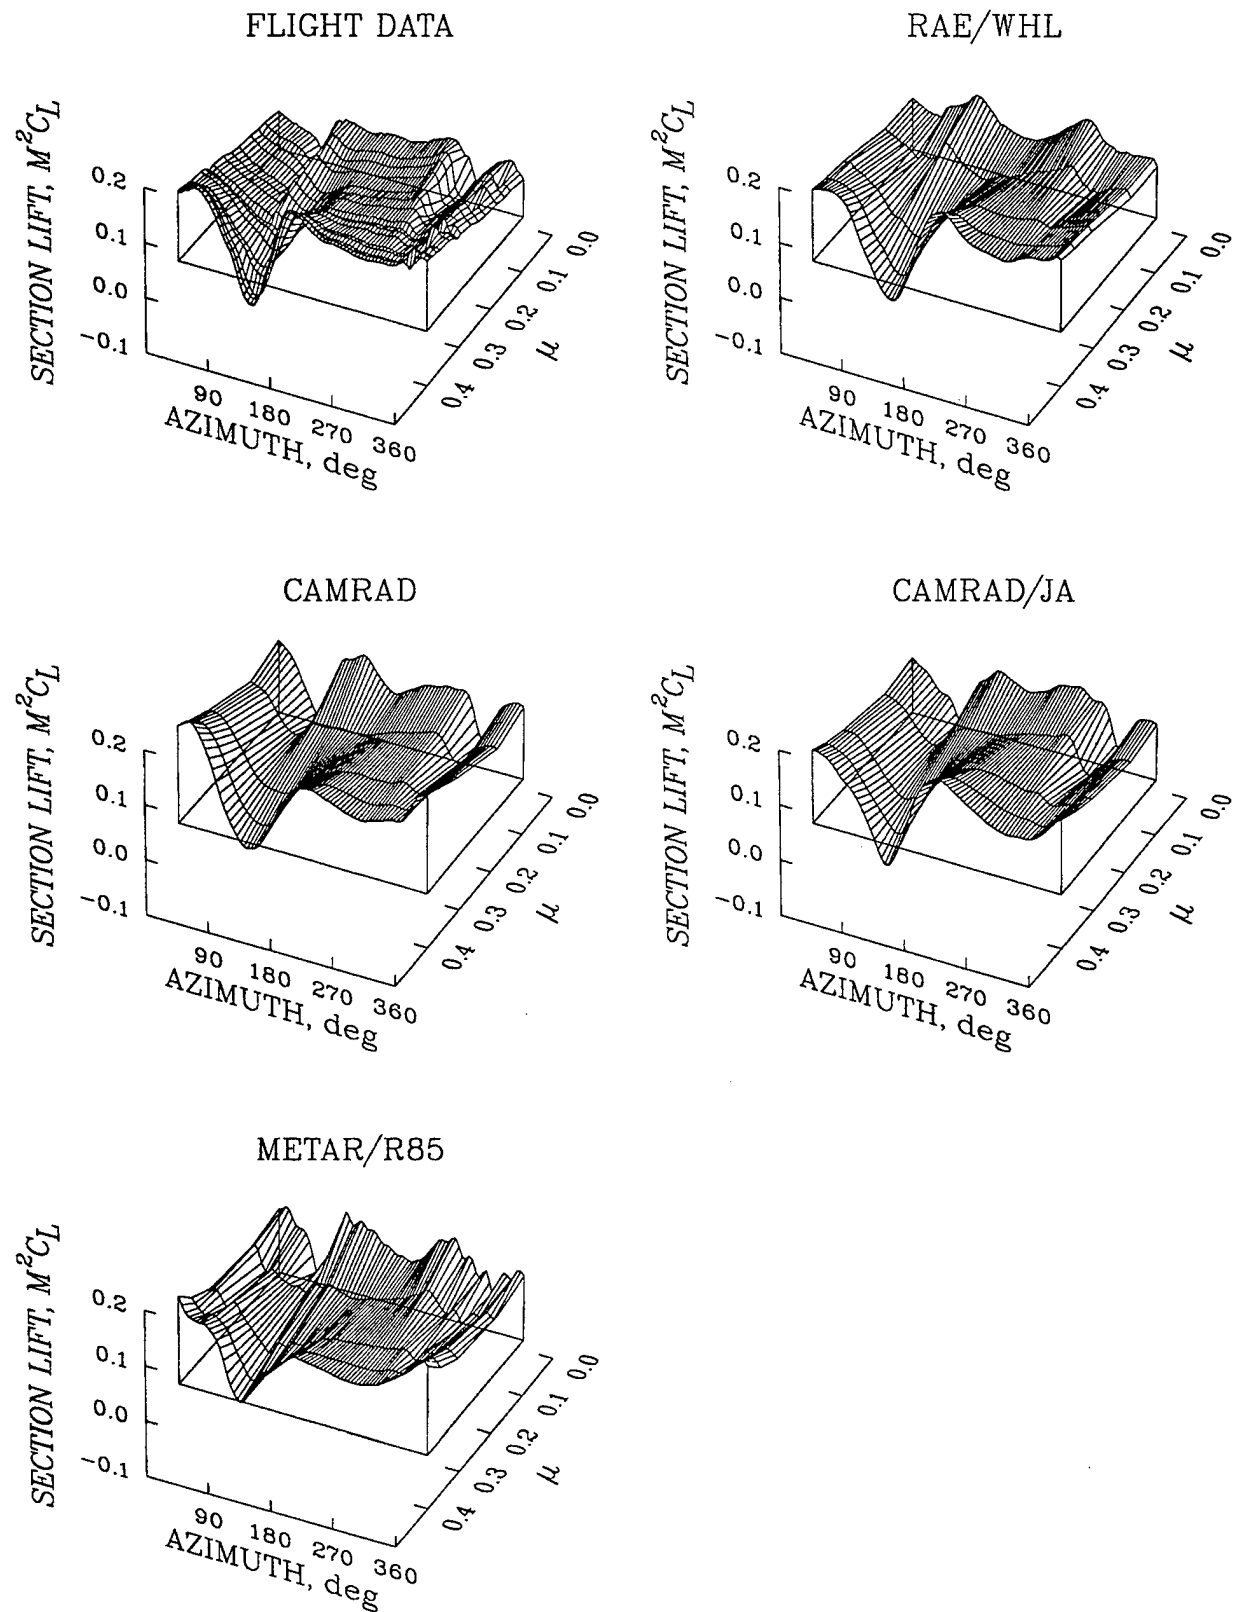 FLIGHT DATA
SECTION LIFT, M²C_L
0.2
0.1
0.0
−0.1
90 180 270 360
AZIMUTH, deg
0.4 0.3 0.2 0.1 0.0
μ
RAE/WHL
SECTION LIFT, M²C_L
0.2
0.1
0.0
−0.1
90 180 270 360
AZIMUTH, deg
0.4 0.3 0.2 0.1 0.0
μ
CAMRAD
SECTION LIFT, M²C_L
0.2
0.1
0.0
−0.1
90 180 270 360
AZIMUTH, deg
0.4 0.3 0.2 0.1 0.0
μ
CAMRAD/JA
SECTION LIFT, M²C_L
0.2
0.1
0.0
−0.1
90 180 270 360
AZIMUTH, deg
0.4 0.3 0.2 0.1 0.0
μ
METAR/R85
SECTION LIFT, M²C_L
0.2
0.1
0.0
−0.1
90 180 270 360
AZIMUTH, deg
0.4 0.3 0.2 0.1 0.0
μ